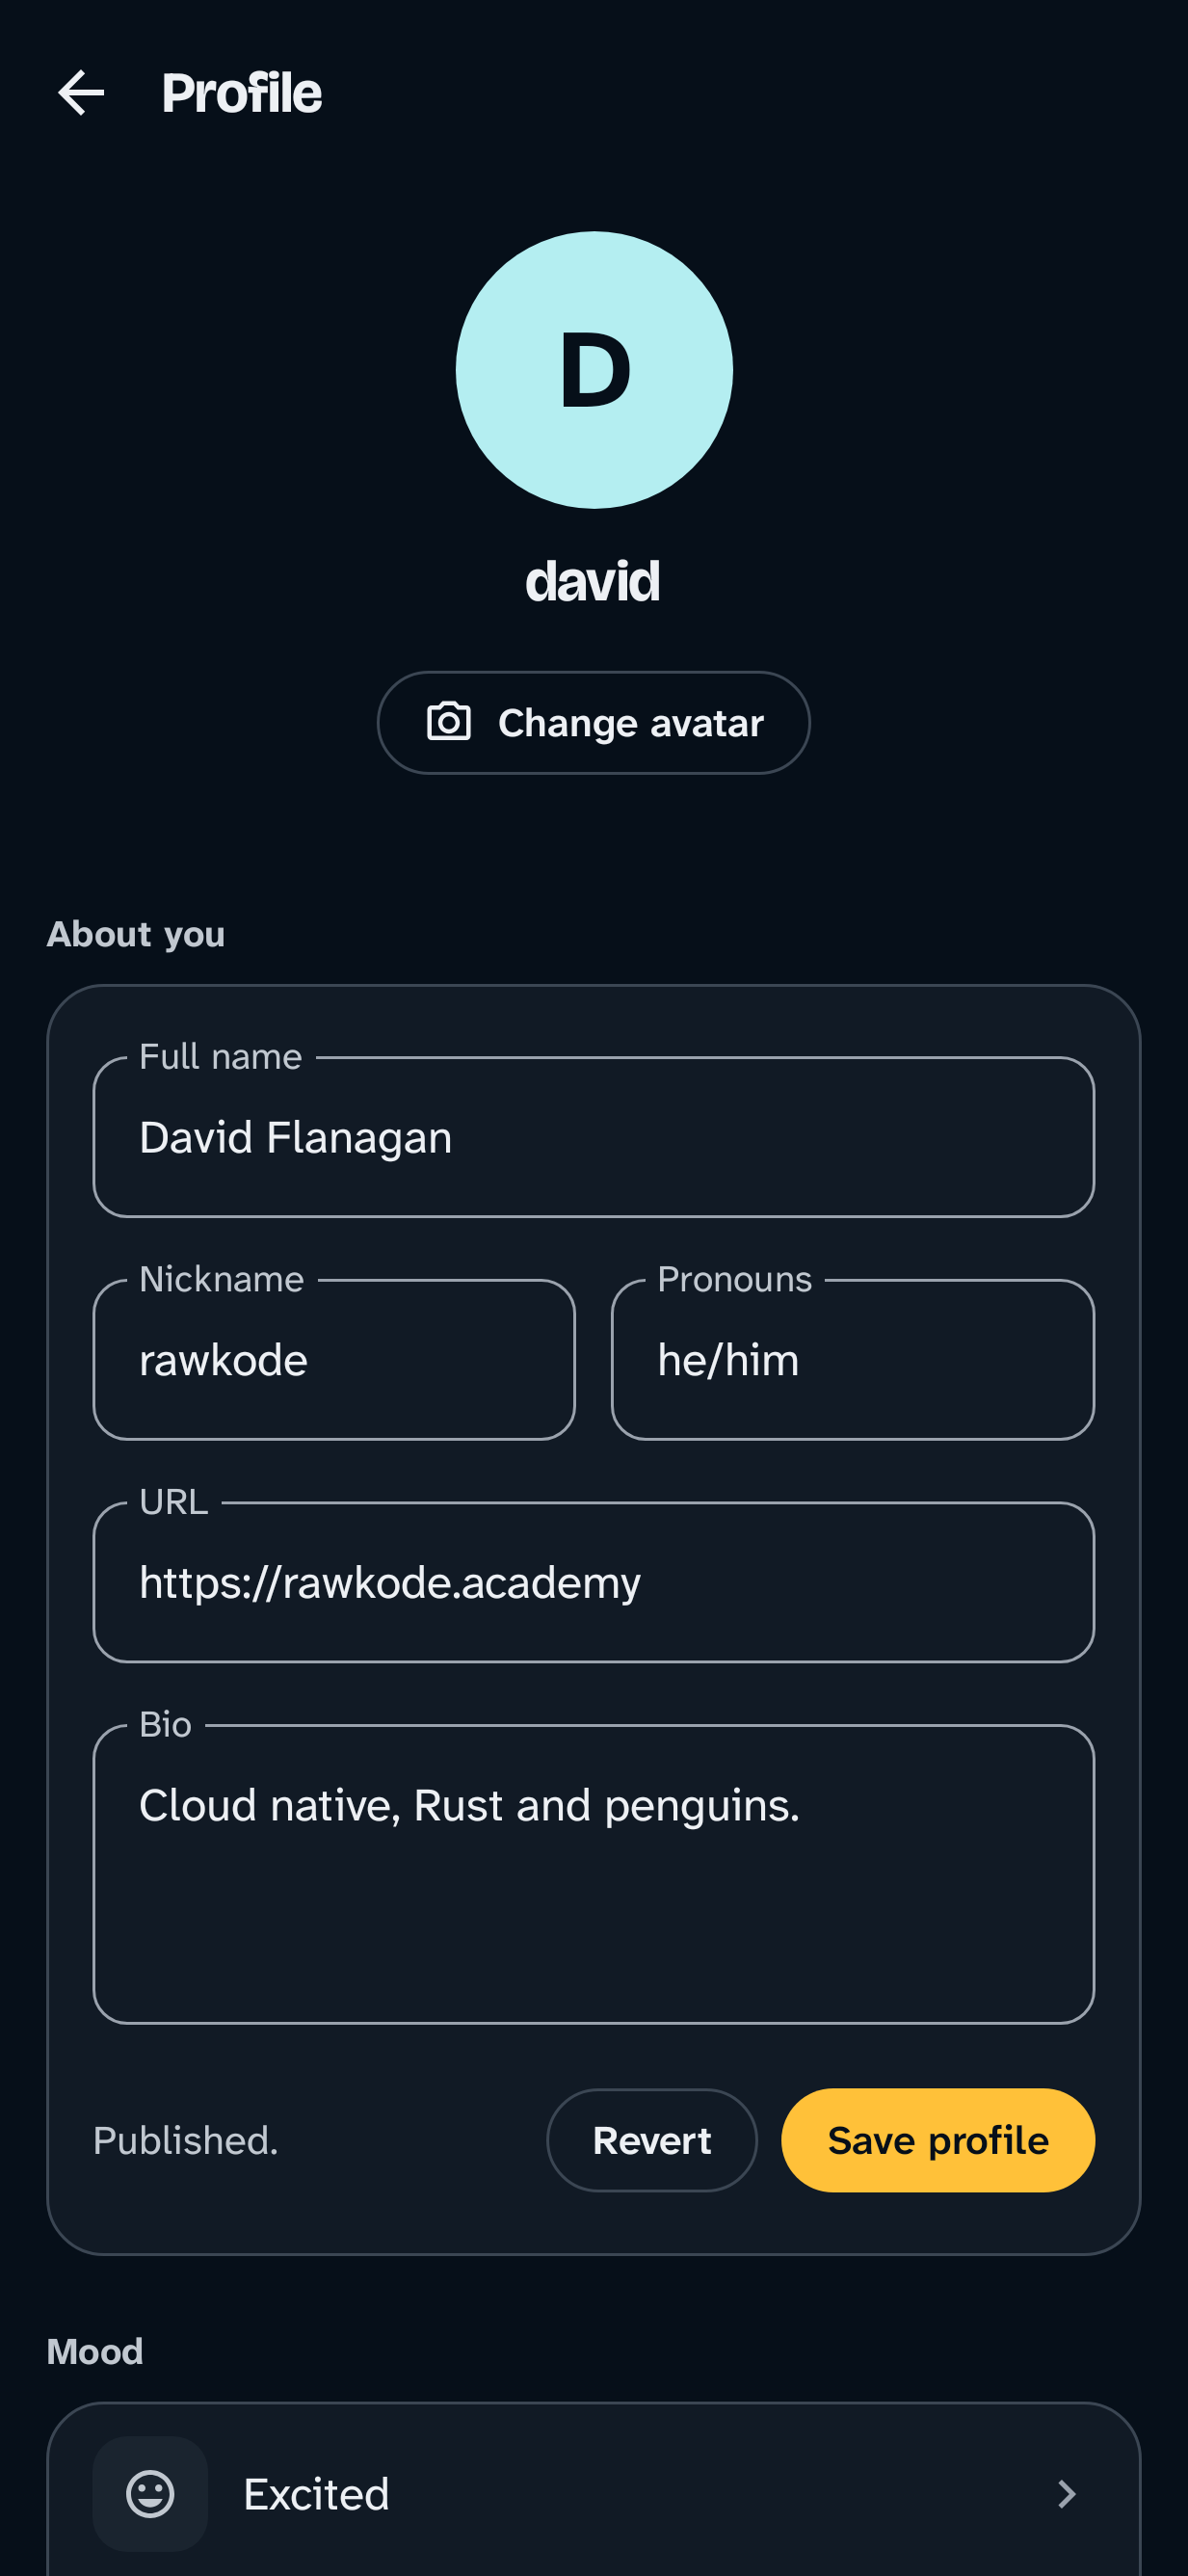 Profile
D
david
Change avatar
About you
Full name
David Flanagan
Nickname
rawkode
Pronouns
he/him
URL
https://rawkode.academy
Bio
Cloud native, Rust and penguins.
Published.
Revert
Save profile
Mood
Excited